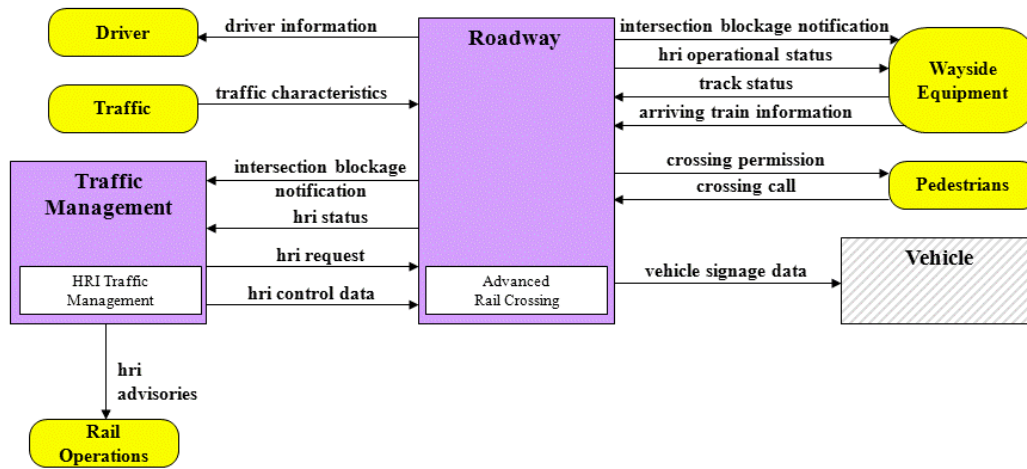 Driver
driver information
Roadway
intersection blockage notification
hri operational status
Wayside
Equipment
track status
Traffic
traffic characteristics
arriving train information
intersection blockage
notification
crossing permission
Pedestrians
crossing call
Traffic
Management
hri status
hri request
Vehicle
HRI Traffic
Management
hri control data
Advanced
Rail Crossing
vehicle signage data
hri
advisories
Rail
Operations